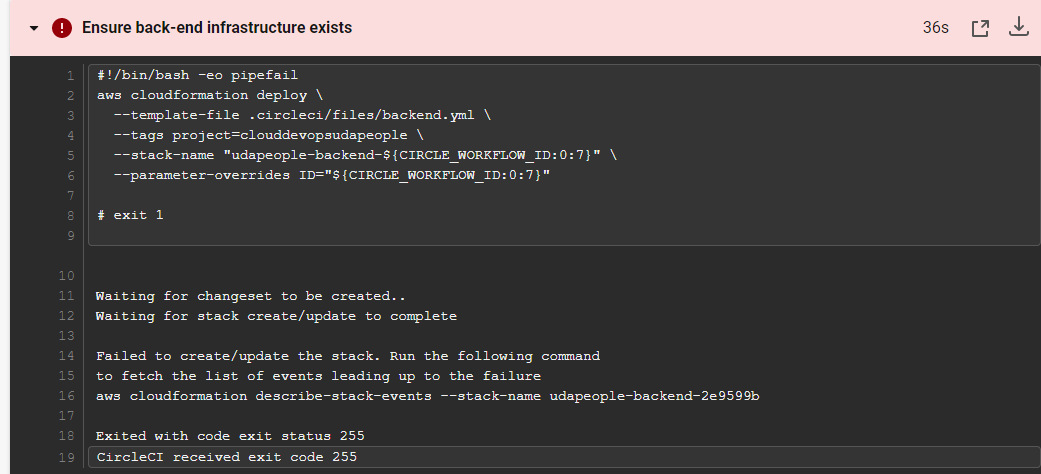 Ensure back-end infrastructure exists 36s
1 #!/bin/bash -eo pipefail
2 aws cloudformation deploy \
3 --template-file .circleci/files/backend.yml \
4 --tags project=clouddevopsudapeople \
5 --stack-name "udapeople-backend-${CIRCLE_WORKFLOW_ID:0:7}" \
6 --parameter-overrides ID="${CIRCLE_WORKFLOW_ID:0:7}"
7
8 # exit 1
9
10
11 Waiting for changeset to be created..
12 Waiting for stack create/update to complete
13
14 Failed to create/update the stack. Run the following command
15 to fetch the list of events leading up to the failure
16 aws cloudformation describe-stack-events --stack-name udapeople-backend-2e9599b
17
18 Exited with code exit status 255
19 CircleCI received exit code 255